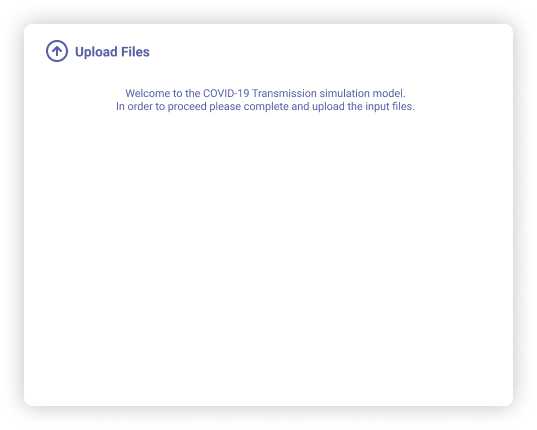 Upload Files
Welcome to the COVID-19 Transmission simulation model.
In order to proceed please complete and upload the input files.